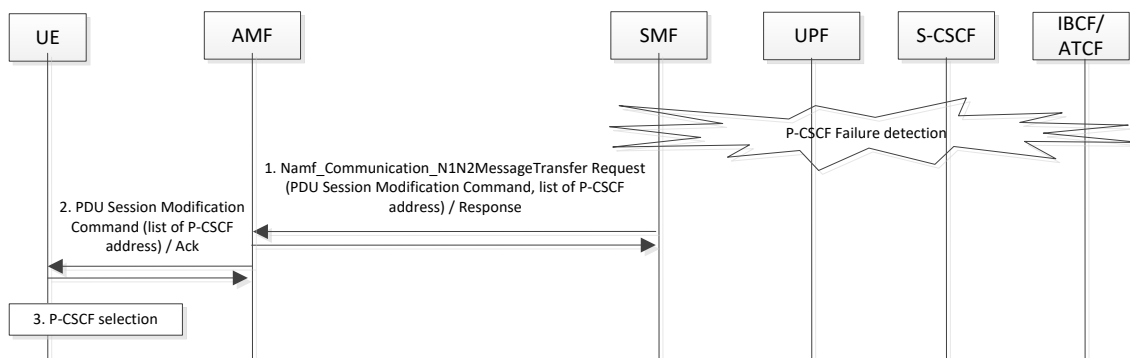 UE
AMF
SMF
UPF
S-CSCF
IBCF/
ATCF
P-CSCF Failure detection
1. Namf_Communication_N1N2MessageTransfer Request
(PDU Session Modification Command, list of P-CSCF
address) / Response
2. PDU Session Modification
Command (list of P-CSCF
address) / Ack
3. P-CSCF selection